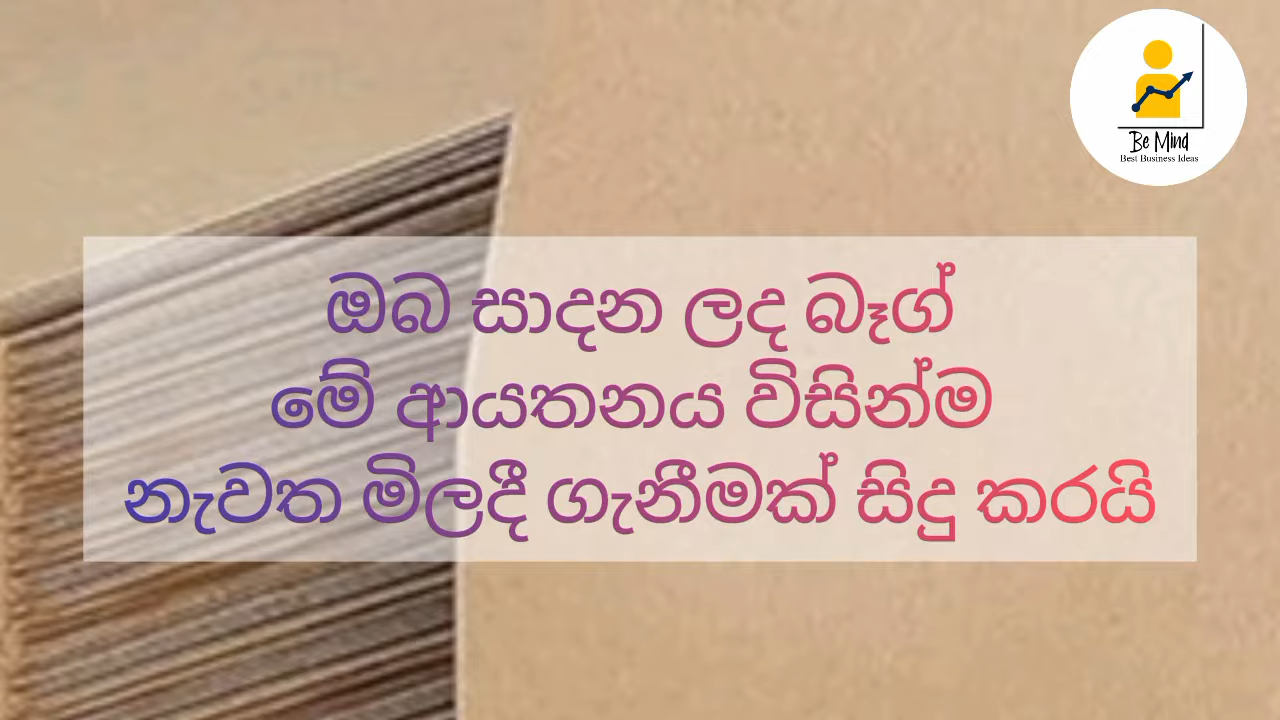 Be Mind
Best Business Ideas
ඔබ සාදන ලද බෑග්
මේ ආයතනය විසින්ම
නැවත මිලදී ගැනීමක් සිදු කරයි